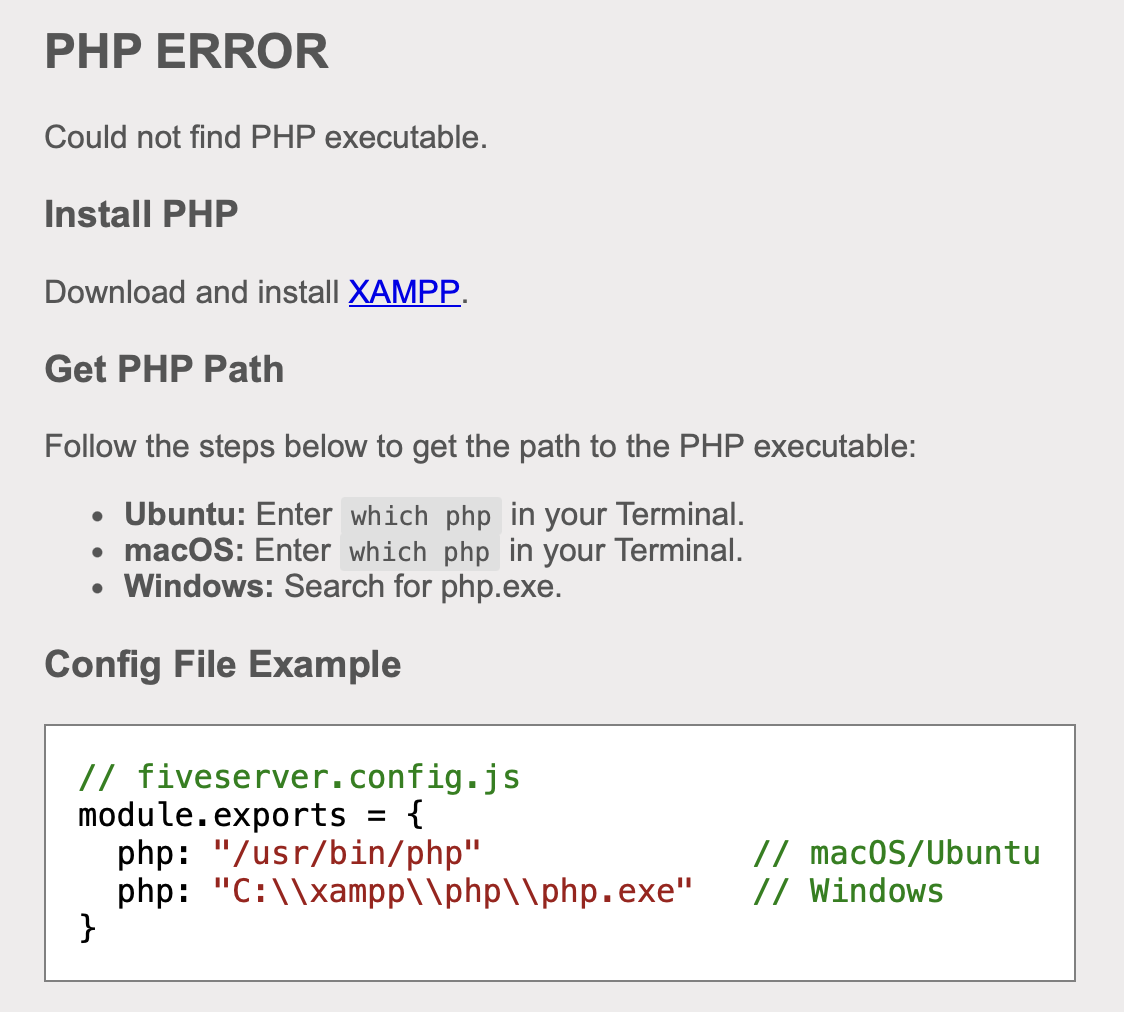 PHP ERROR
Could not find PHP executable.
Install PHP
Download and install XAMPP.
Get PHP Path
Follow the steps below to get the path to the PHP executable:
• Ubuntu: Enter which php in your Terminal.
• macOS: Enter which php in your Terminal.
• Windows: Search for php.exe.
Config File Example
// fiveserver.config.js
module.exports = {
  php: "/usr/bin/php"              // macOS/Ubuntu
  php: "C:\\xampp\\php\\php.exe"   // Windows
}